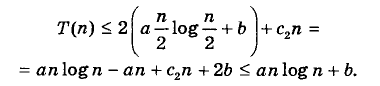 T(n) ≤ 2(a n/2 log n/2 + b) + c₂n =
= an log n − an + c₂n + 2b ≤ an log n + b.